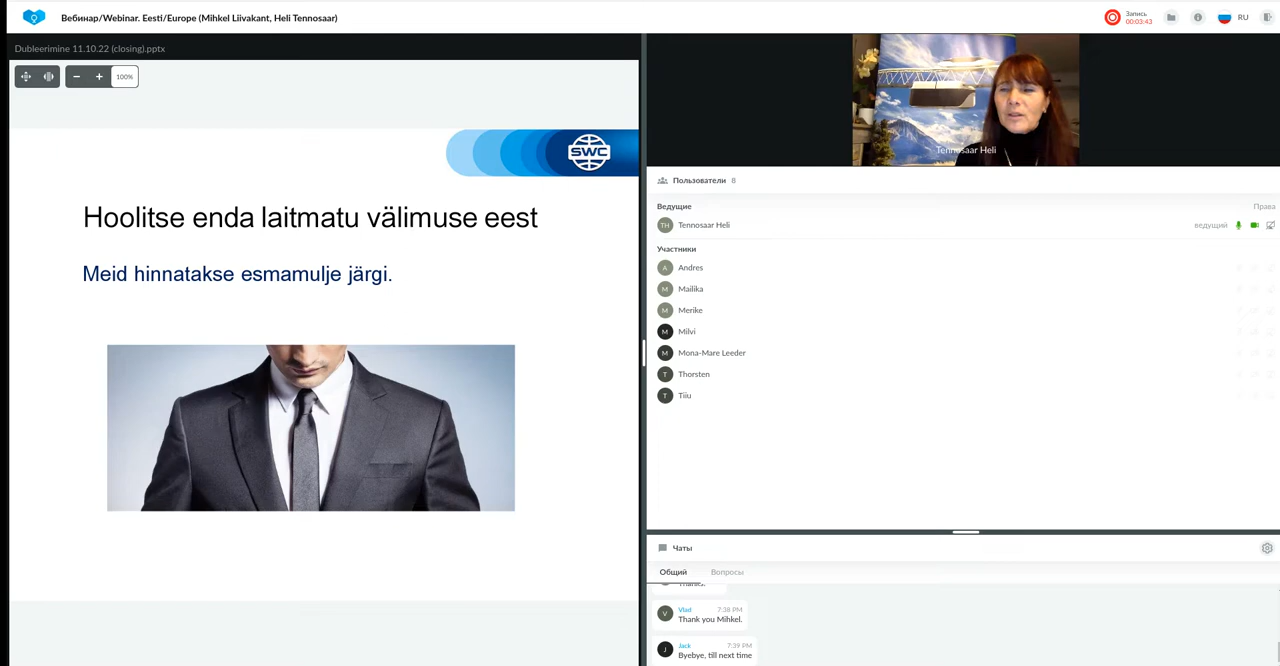 Вебинар/Webinar. Eesti/Europe (Mihkel Liivakant, Heli Tennosaar)
Запись
00:03:43
RU
Dubleerimine 11.10.22 (closing).pptx
100%
SWC
Hoolitse enda laitmatu välimuse eest
Meid hinnatakse esmamulje järgi.
Tennosaar Heli
Пользователи 8
Ведущие Права
TH Tennosaar Heli ведущий
Участники
A Andres
M Mailika
M Merike
M Milvi
M Mona-Mare Leeder
T Thorsten
T Tiiu
Чаты
Общий Вопросы
Thanks.
V Vlad 7:38 PM
Thank you Mihkel.
J Jack 7:39 PM
Byebye, till next time